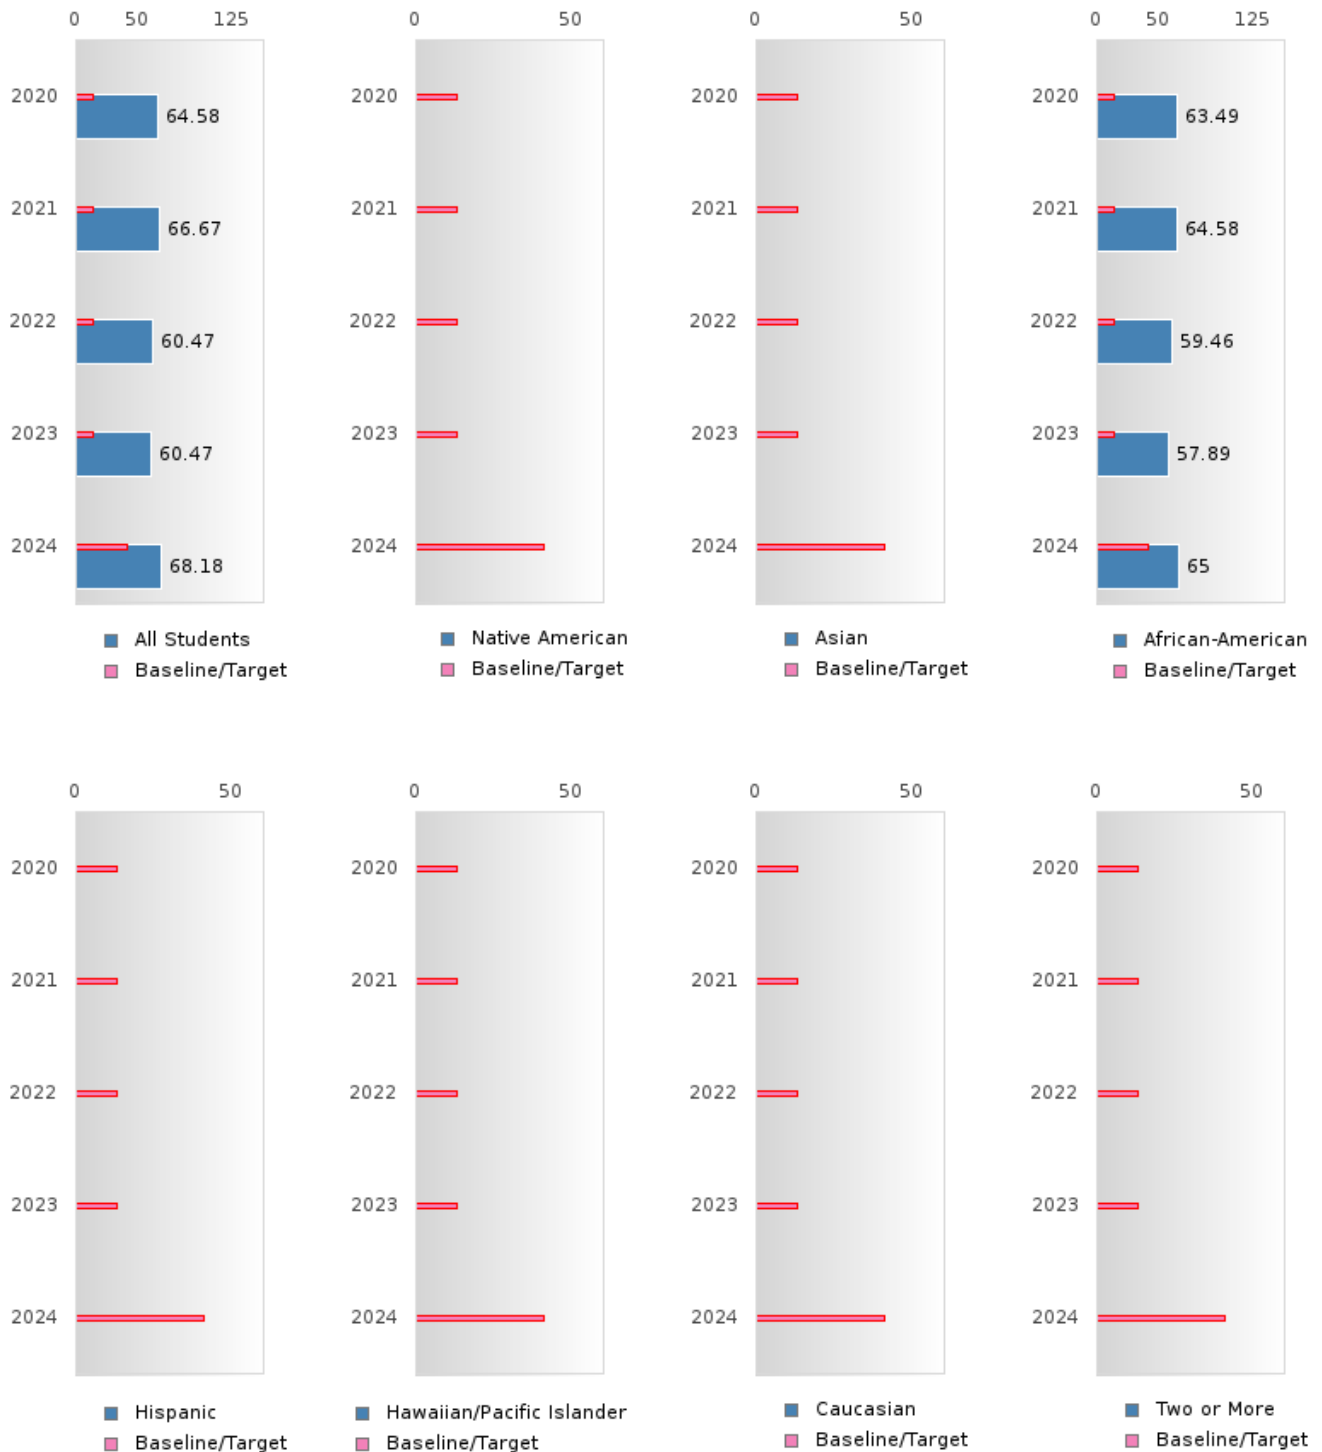 0 50 125
2020 64.58
2021 66.67
2022 60.47
2023 60.47
2024 68.18
All Students
Baseline/Target
0 50
2020
2021
2022
2023
2024
Native American
Baseline/Target
0 50
2020
2021
2022
2023
2024
Asian
Baseline/Target
0 50 125
2020 63.49
2021 64.58
2022 59.46
2023 57.89
2024 65
African-American
Baseline/Target
0 50
2020
2021
2022
2023
2024
Hispanic
Baseline/Target
0 50
2020
2021
2022
2023
2024
Hawaiian/Pacific Islander
Baseline/Target
0 50
2020
2021
2022
2023
2024
Caucasian
Baseline/Target
0 50
2020
2021
2022
2023
2024
Two or More
Baseline/Target